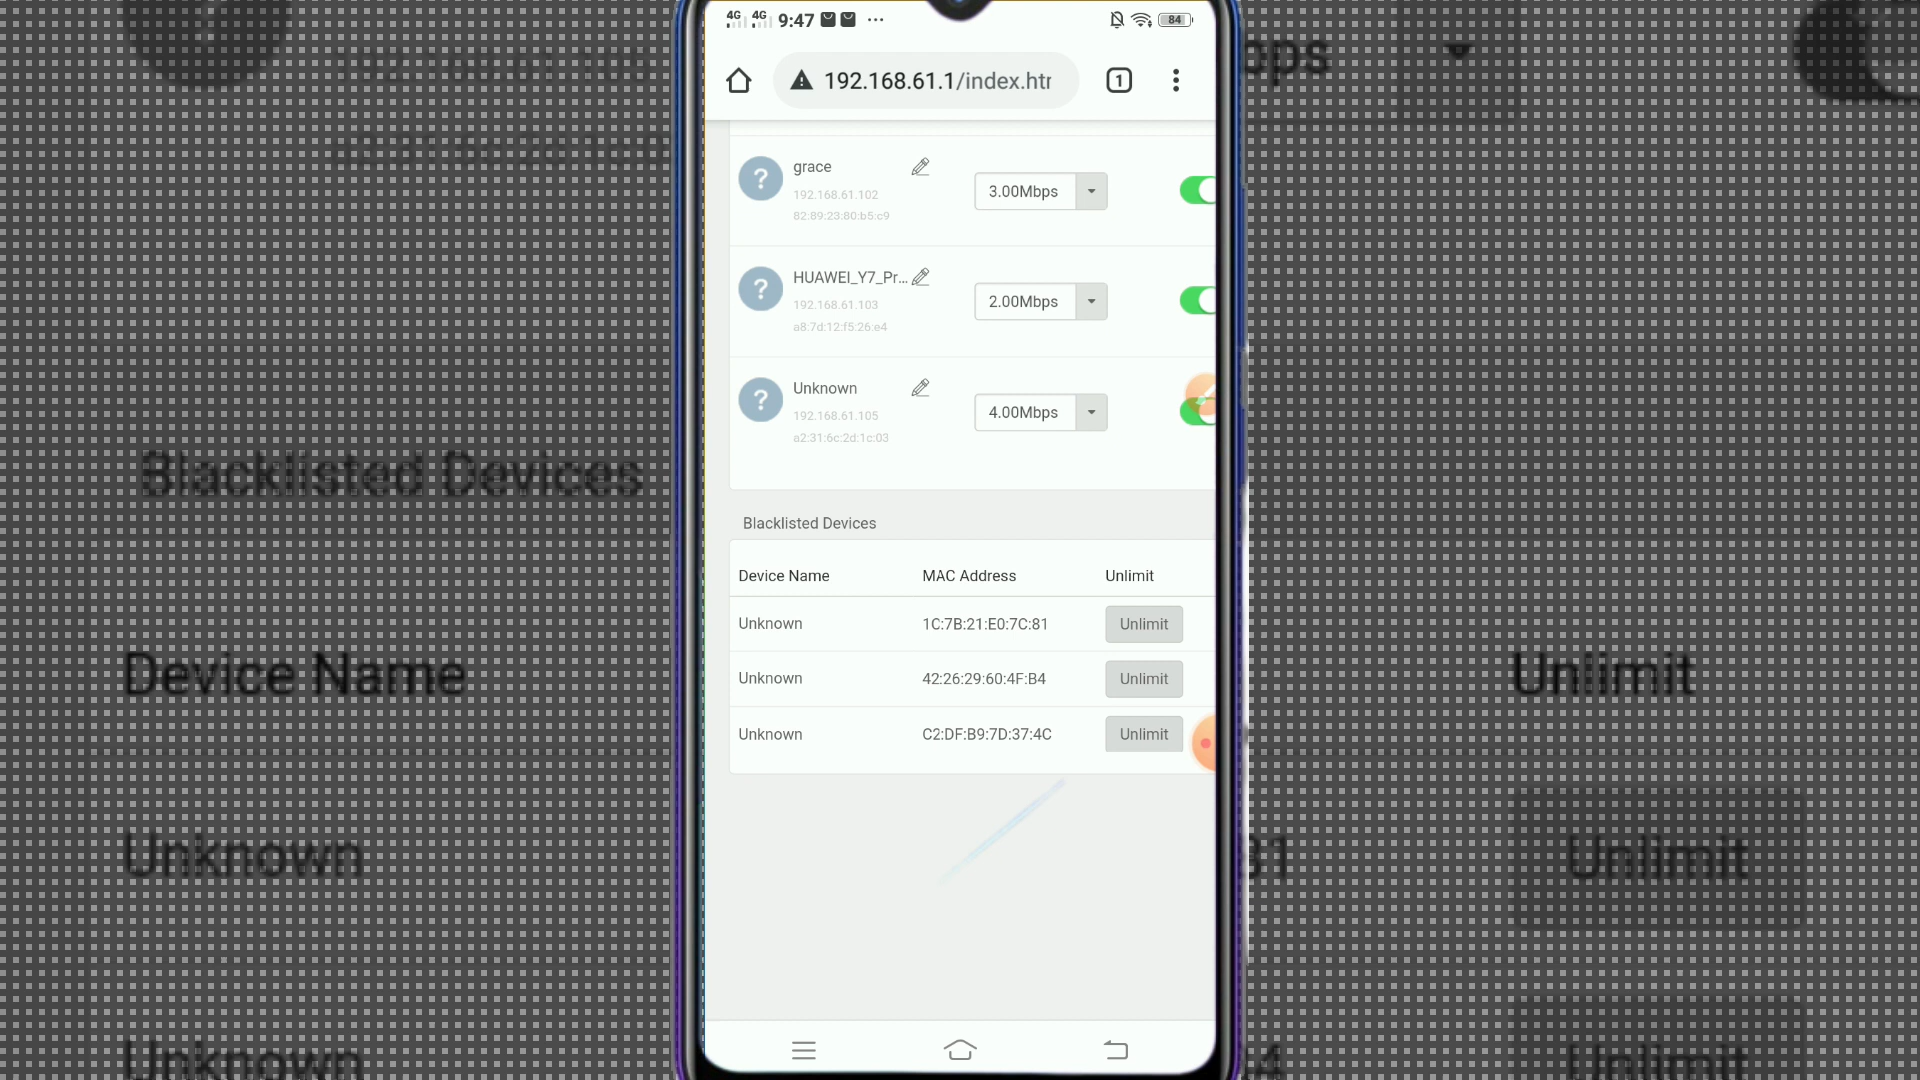 4G 4G 9:47 84
192.168.61.1/index.htr
1
grace
192.168.61.102
82:89:23:80:b5:c9
3.00Mbps
HUAWEI_Y7_Pr...
192.168.61.103
a8:7d:12:f5:26:e4
2.00Mbps
Unknown
192.168.61.105
a2:31:6c:2d:1c:03
4.00Mbps
Blacklisted Devices
Device Name MAC Address Unlimit
Unknown 1C:7B:21:E0:7C:81 Unlimit
Unknown 42:26:29:60:4F:B4 Unlimit
Unknown C2:DF:B9:7D:37:4C Unlimit
Blacklisted Devices
Device Name Unlimit
Unknown 81 Unlimit
Unknown Unlimit